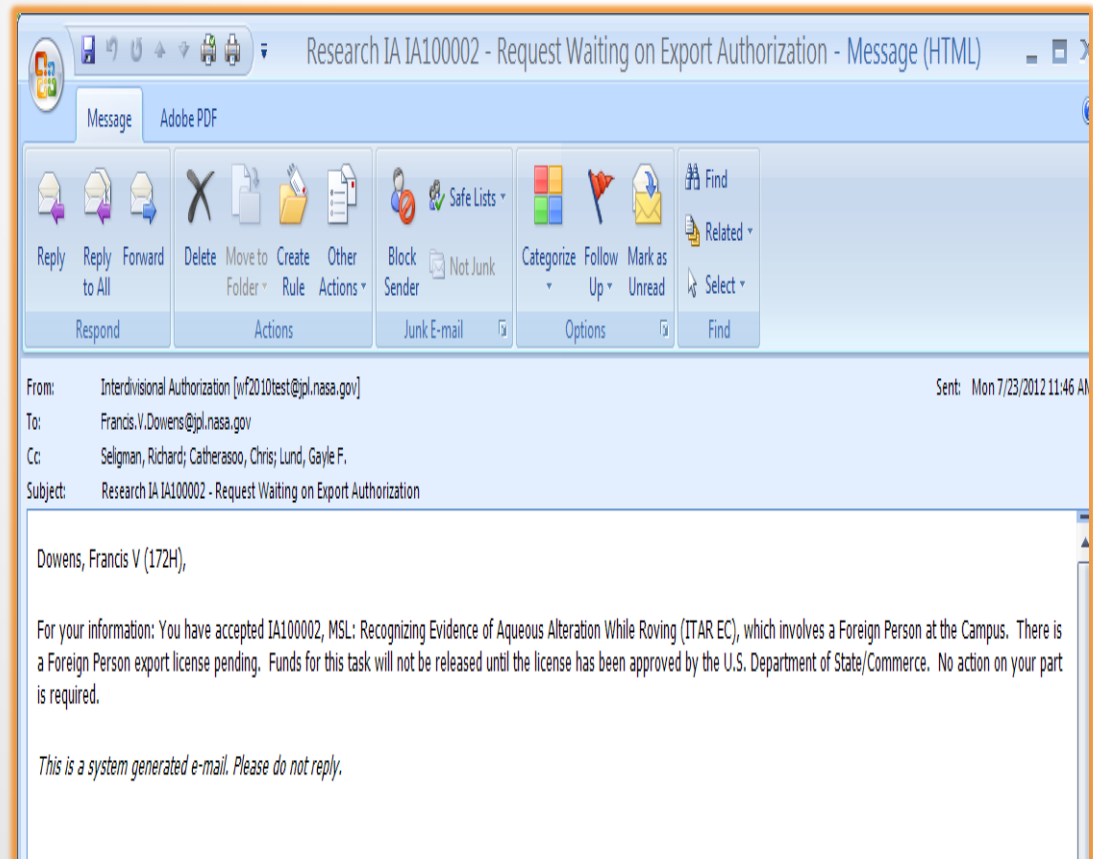 Research IA IA100002 - Request Waiting on Export Authorization - Message (HTML)
Message Adobe PDF
Reply Reply to All Forward Delete Move to Folder Create Rule Other Actions Block Sender Safe Lists Not Junk Categorize Follow Up Mark as Unread Find Related Select
Respond Actions Junk E-mail Options Find
From: Interdivisional Authorization [wf2010test@jpl.nasa.gov] Sent: Mon 7/23/2012 11:46 AM
To: Francis.V.Dowens@jpl.nasa.gov
Cc: Seligman, Richard; Catherasoo, Chris; Lund, Gayle F.
Subject: Research IA IA100002 - Request Waiting on Export Authorization
Dowens, Francis V (172H),
For your information: You have accepted IA100002, MSL: Recognizing Evidence of Aqueous Alteration While Roving (ITAR EC), which involves a Foreign Person at the Campus. There is
a Foreign Person export license pending. Funds for this task will not be released until the license has been approved by the U.S. Department of State/Commerce. No action on your part
is required.
This is a system generated e-mail. Please do not reply.